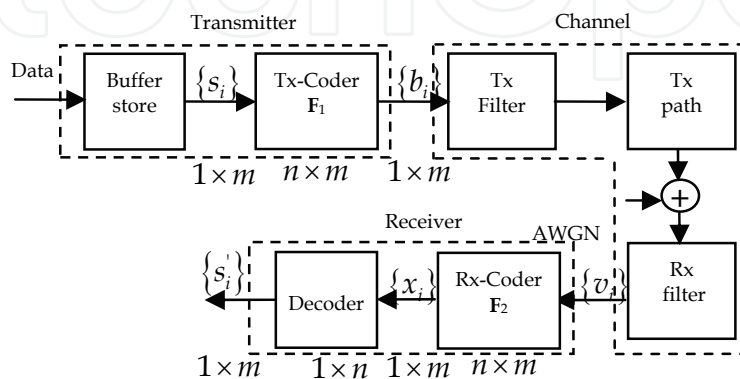 Transmitter
Channel
Data
Buffer
store
{s_i}
Tx-Coder
F₁
{b_i}
Tx
Filter
Tx
path
1 × m
n × m
1 × m
+
Receiver
AWGN
{s_i'}
Decoder
{x_i}
Rx-Coder
F₂
{v_i}
Rx
filter
1 × m
1 × n
1 × m
n × m